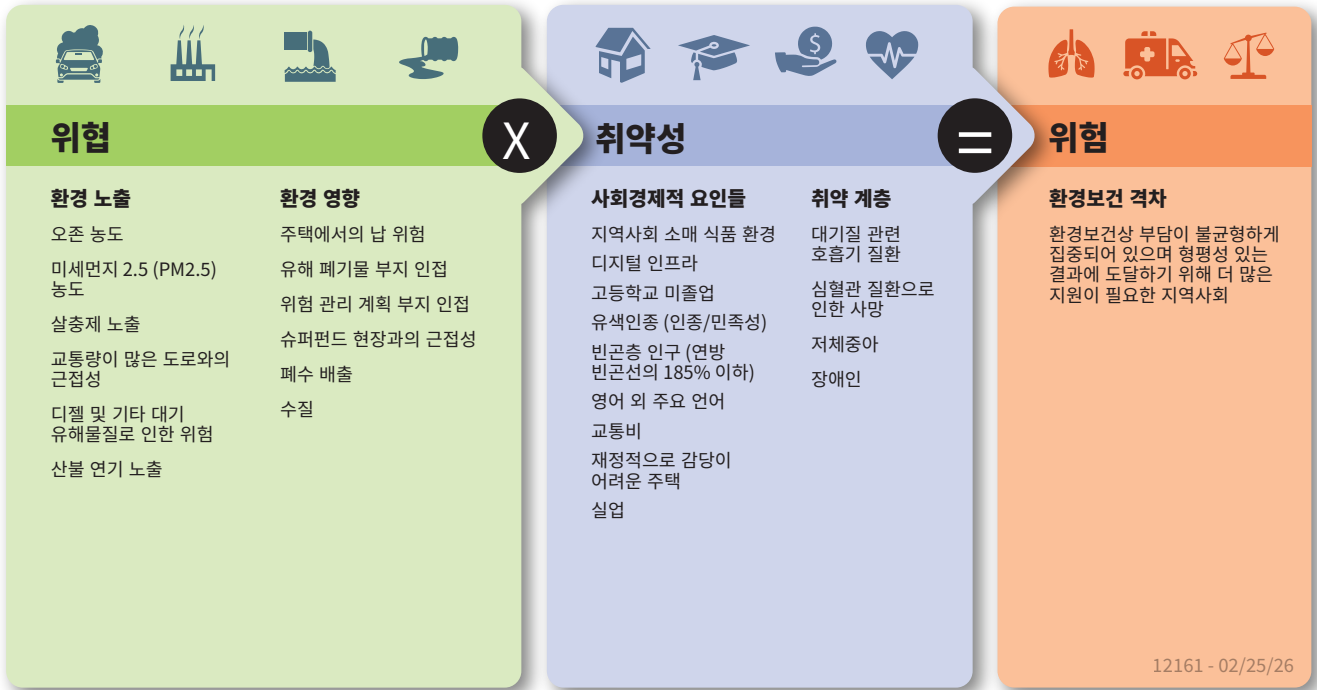 위협
X
취약성
=
위험
환경 노출
오존 농도
미세먼지 2.5 (PM2.5)
농도
살충제 노출
교통량이 많은 도로와의
근접성
디젤 및 기타 대기
유해물질로 인한 위험
산불 연기 노출
환경 영향
주택에서의 납 위험
유해 폐기물 부지 인접
위험 관리 계획 부지 인접
슈퍼펀드 현장과의 근접성
폐수 배출
수질
사회경제적 요인들
지역사회 소매 식품 환경
디지털 인프라
고등학교 미졸업
유색인종 (인종/민족성)
빈곤층 인구 (연방
빈곤선의 185% 이하)
영어 외 주요 언어
교통비
재정적으로 감당이
어려운 주택
실업
취약 계층
대기질 관련
호흡기 질환
심혈관 질환으로
인한 사망
저체중아
장애인
환경보건 격차
환경보건상 부담이 불균형하게
집중되어 있으며 형평성 있는
결과에 도달하기 위해 더 많은
지원이 필요한 지역사회
$
12161 - 02/25/26